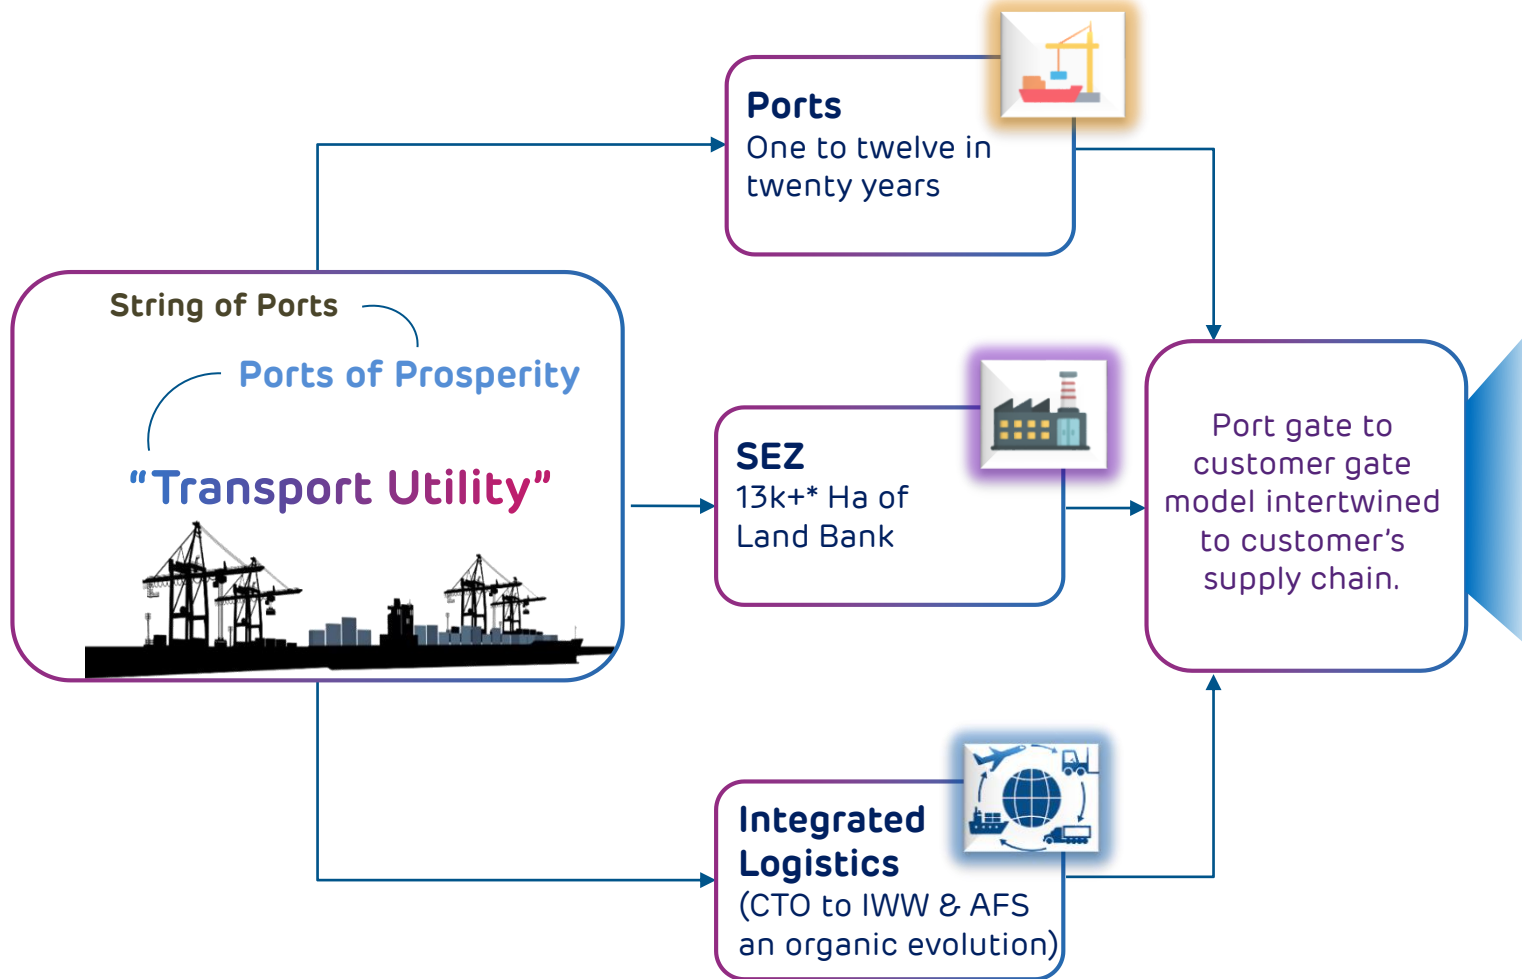 Ports
One to twelve in
twenty years
String of Ports
Ports of Prosperity
“Transport Utility”
SEZ
13k+* Ha of
Land Bank
Port gate to
customer gate
model intertwined
to customer’s
supply chain.
Integrated
Logistics
(CTO to IWW & AFS
an organic evolution)